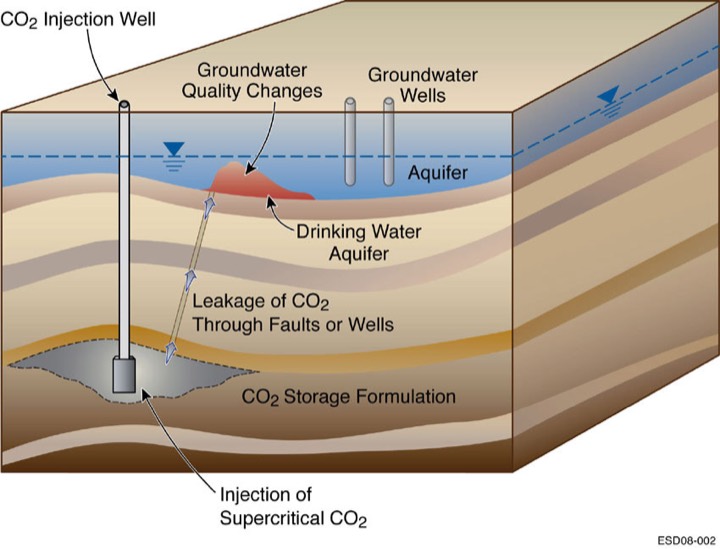 CO2 Injection Well
Groundwater
Quality Changes
Groundwater
Wells
Aquifer
Drinking Water
Aquifer
Leakage of CO2
Through Faults or Wells
CO2 Storage Formulation
Injection of
Supercritical CO2
ESD08-002